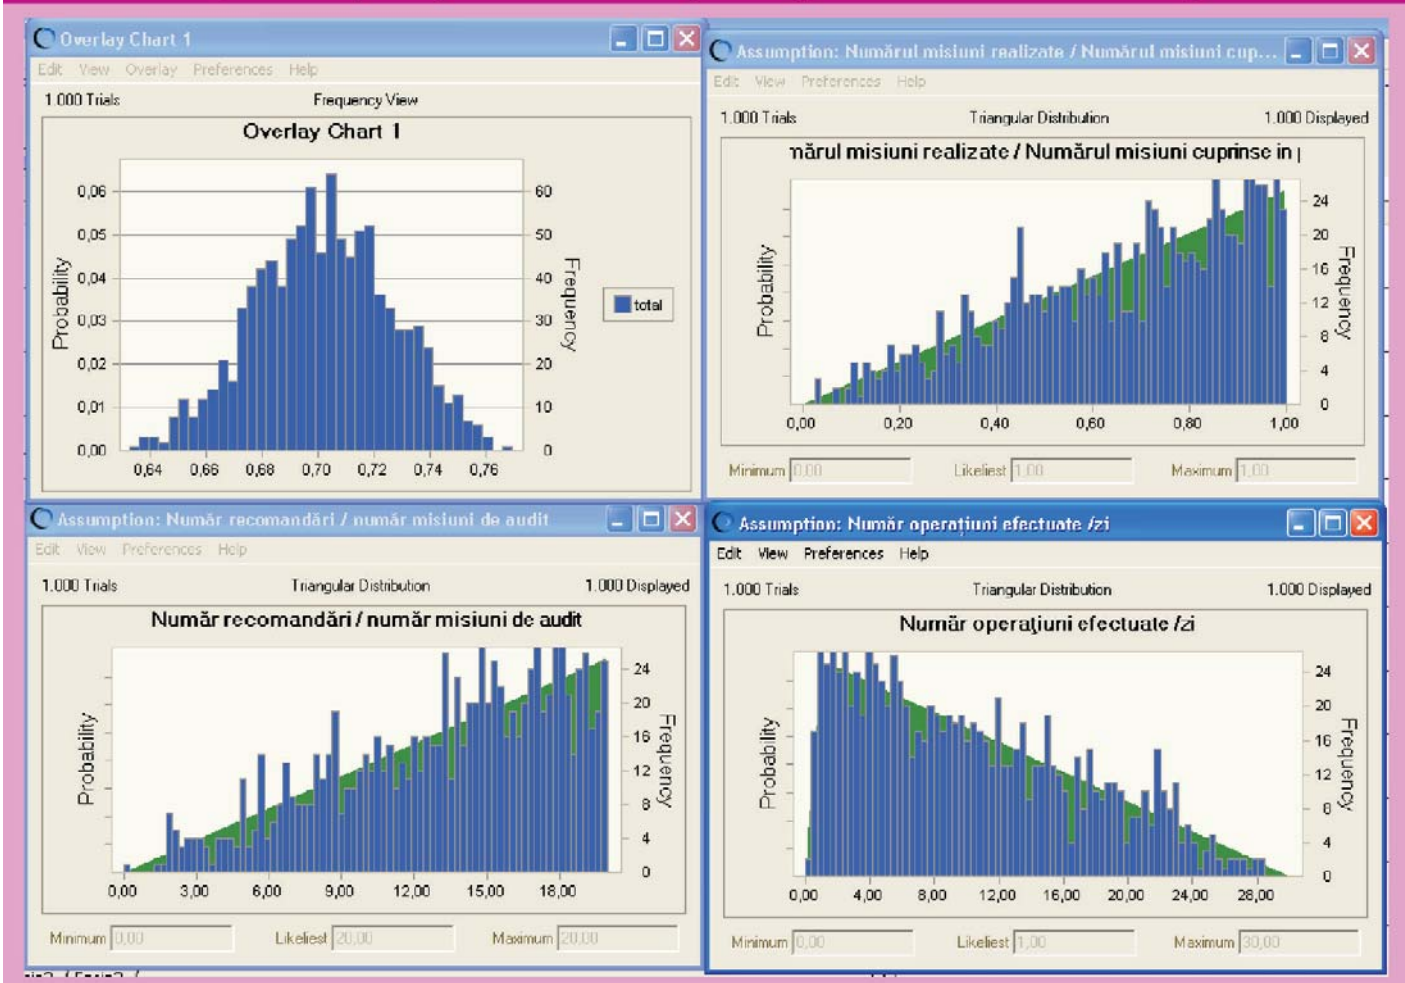 Overlay Chart 1
Edit View Overlay Preferences Help
1.000 Trials Frequency View
Overlay Chart 1
Probability
0,06
0,05
0,04
0,03
0,02
0,01
0,00
60
50
40
30
20
10
0
Frequency
total
0,64 0,66 0,68 0,70 0,72 0,74 0,76
Assumption: Numărul misiuni realizate / Numărul misiuni cup...
Edit View Preferences Help
1.000 Trials Triangular Distribution 1.000 Displayed
mărul misiuni realizate / Numărul misiuni cuprinse in
Probability
24
20
16
12
8
4
0
Frequency
0,00 0,20 0,40 0,60 0,80 1,00
Minimum 0,00 Likeliest 1,00 Maximum 1,00
Assumption: Număr recomandări / număr misiuni de audit
Edit View Preferences Help
1.000 Trials Triangular Distribution 1.000 Displayed
Număr recomandări / număr misiuni de audit
Probability
24
20
16
12
8
4
0
Frequency
0,00 3,00 6,00 9,00 12,00 15,00 18,00
Minimum 0,00 Likeliest 20,00 Maximum 20,00
Assumption: Număr operaţiuni efectuate /zi
Edit View Preferences Help
1.000 Trials Triangular Distribution 1.000 Displayed
Număr operaţiuni efectuate /zi
Probability
24
20
16
12
8
4
0
Frequency
0,00 4,00 8,00 12,00 16,00 20,00 24,00 28,00
Minimum 0,00 Likeliest 1,00 Maximum 30,00